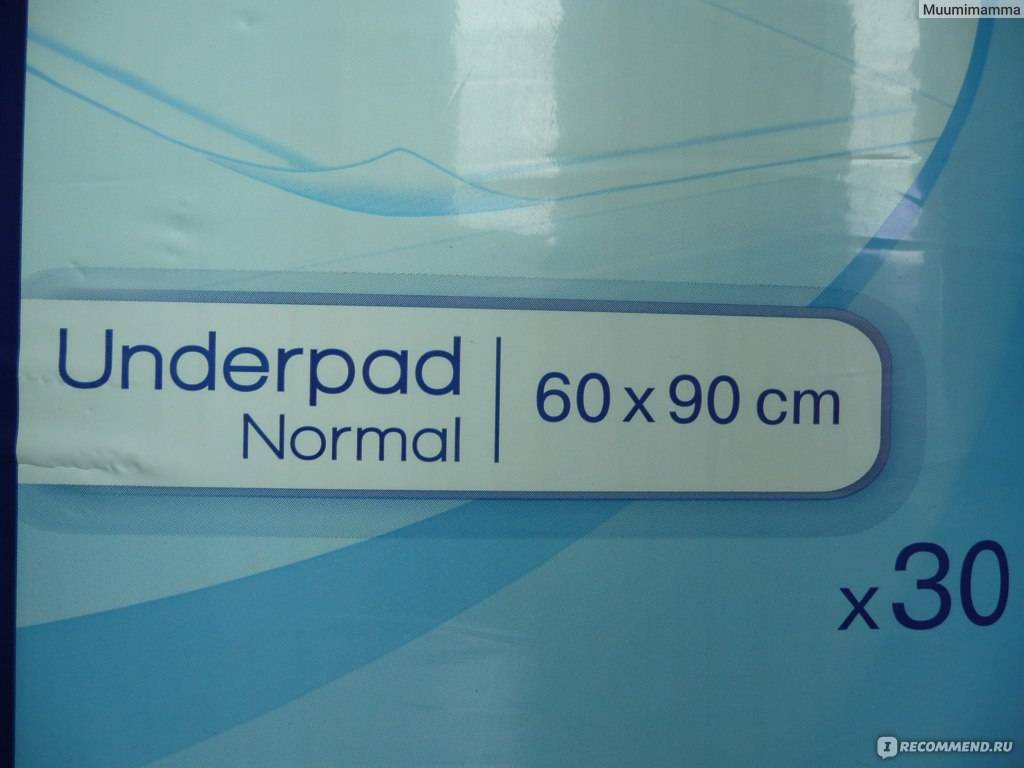 Muumimamma
Underpad
Normal
60 x 90 cm
x30
I RECOMMEND.RU